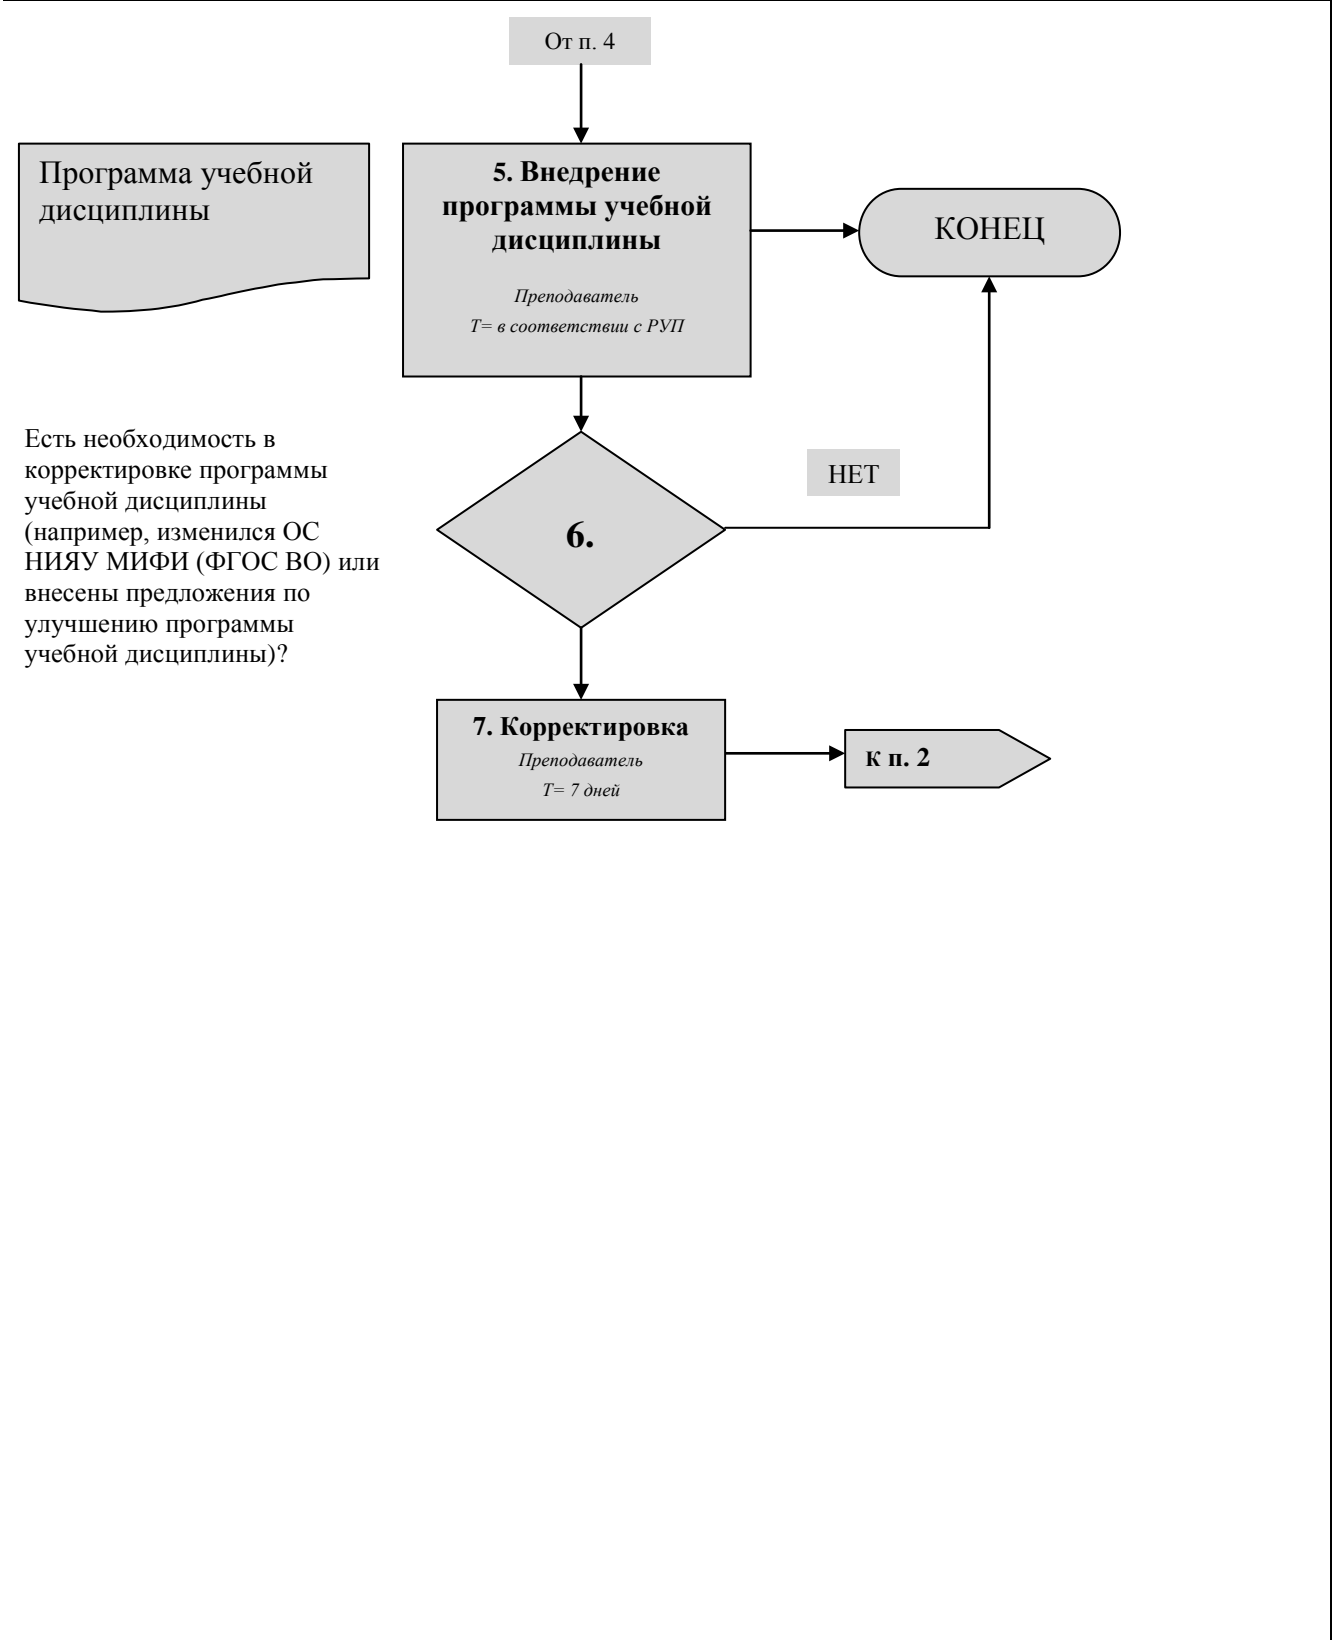 От п. 4
Программа учебной
дисциплины
5. Внедрение
программы учебной
дисциплины
Преподаватель
Т= в соответствии с РУП
КОНЕЦ
Есть необходимость в
корректировке программы
учебной дисциплины
(например, изменился ОС
НИЯУ МИФИ (ФГОС ВО) или
внесены предложения по
улучшению программы
учебной дисциплины)?
НЕТ
6.
7. Корректировка
Преподаватель
Т= 7 дней
К п. 2